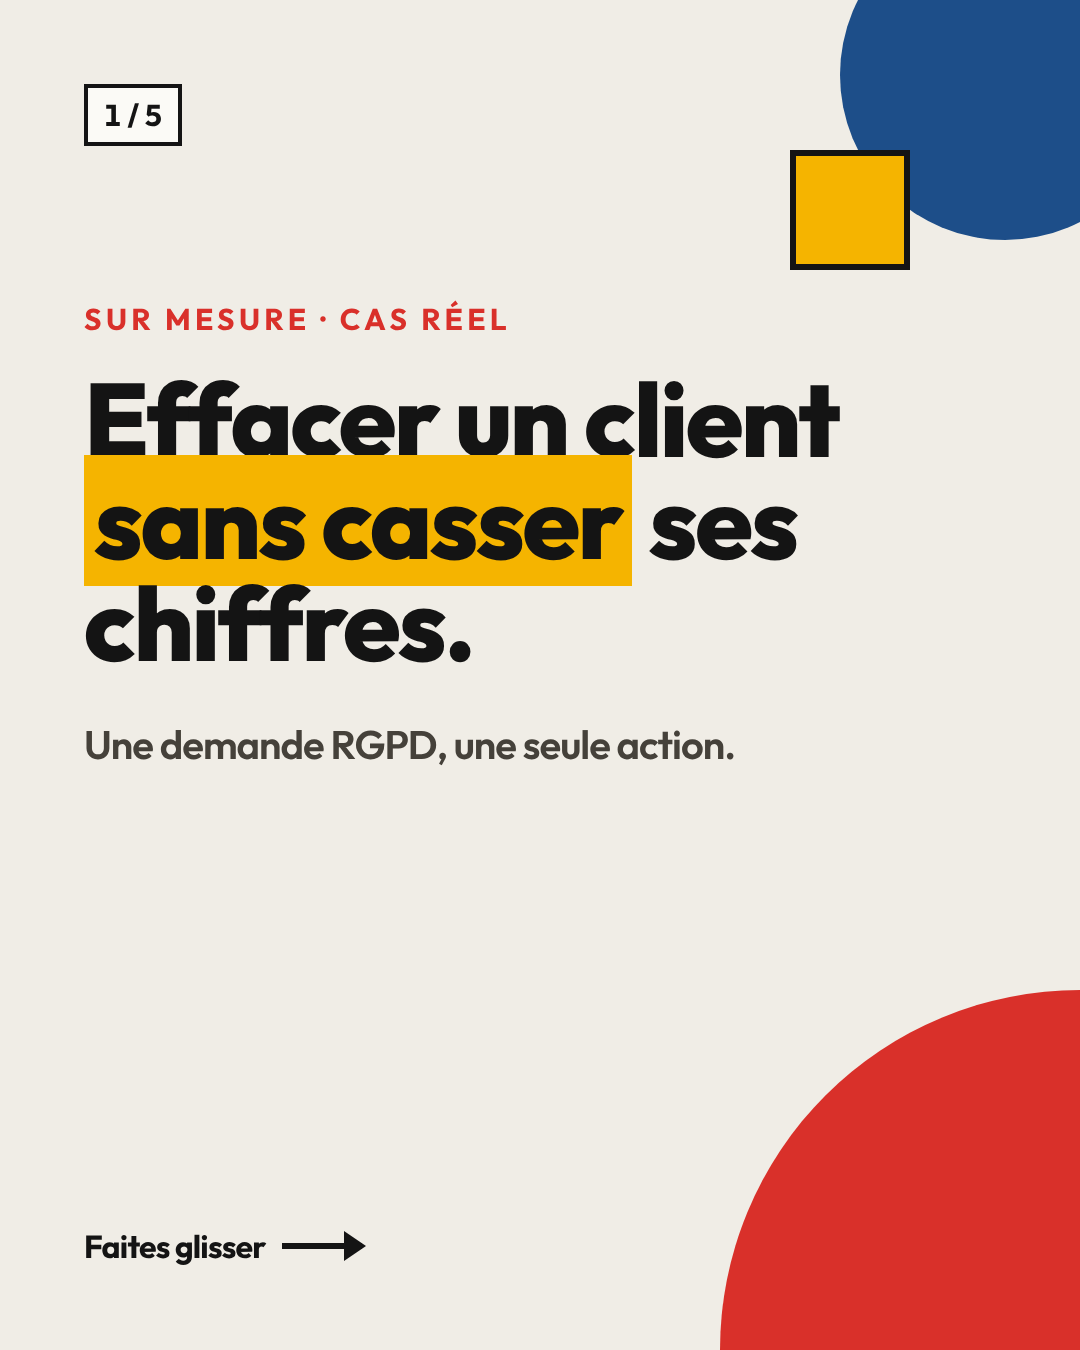 1 / 5
SUR MESURE · CAS RÉEL
Effacer un client
sans casser ses
chiffres.
Une demande RGPD, une seule action.
Faites glisser